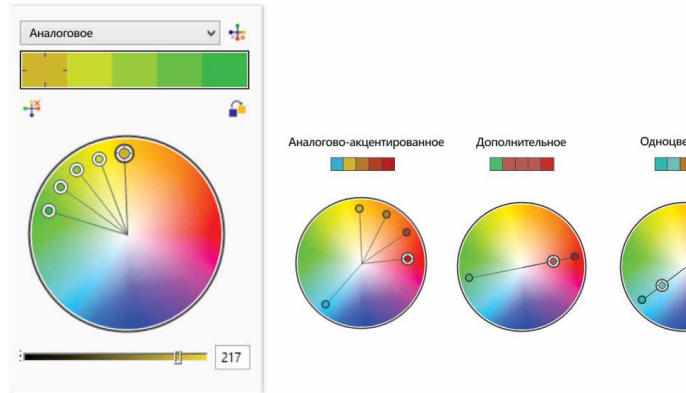 Аналоговое
217
Аналогово-акцентированное
Дополнительное